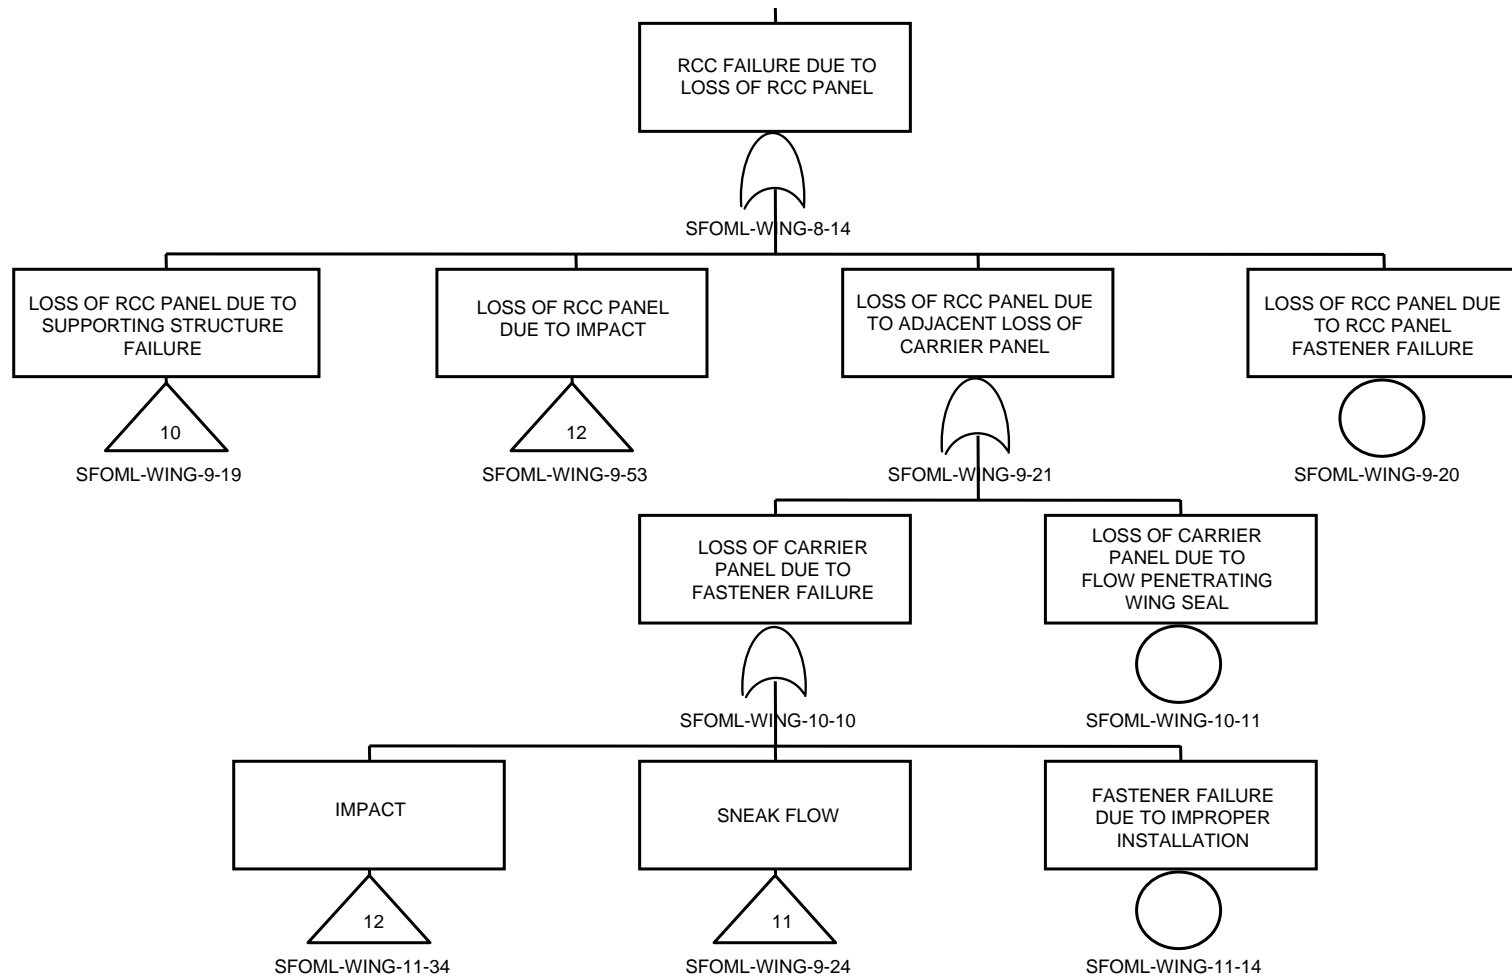 RCC FAILURE DUE TO
LOSS OF RCC PANEL
SFOML-WING-8-14
LOSS OF RCC PANEL DUE TO
SUPPORTING STRUCTURE
FAILURE
10
SFOML-WING-9-19
LOSS OF RCC PANEL
DUE TO IMPACT
12
SFOML-WING-9-53
LOSS OF RCC PANEL DUE
TO ADJACENT LOSS OF
CARRIER PANEL
SFOML-WING-9-21
LOSS OF RCC PANEL DUE
TO RCC PANEL
FASTENER FAILURE
SFOML-WING-9-20
LOSS OF CARRIER
PANEL DUE TO
FASTENER FAILURE
SFOML-WING-10-10
LOSS OF CARRIER
PANEL DUE TO
FLOW PENETRATING
WING SEAL
SFOML-WING-10-11
IMPACT
12
SFOML-WING-11-34
SNEAK FLOW
11
SFOML-WING-9-24
FASTENER FAILURE
DUE TO IMPROPER
INSTALLATION
SFOML-WING-11-14